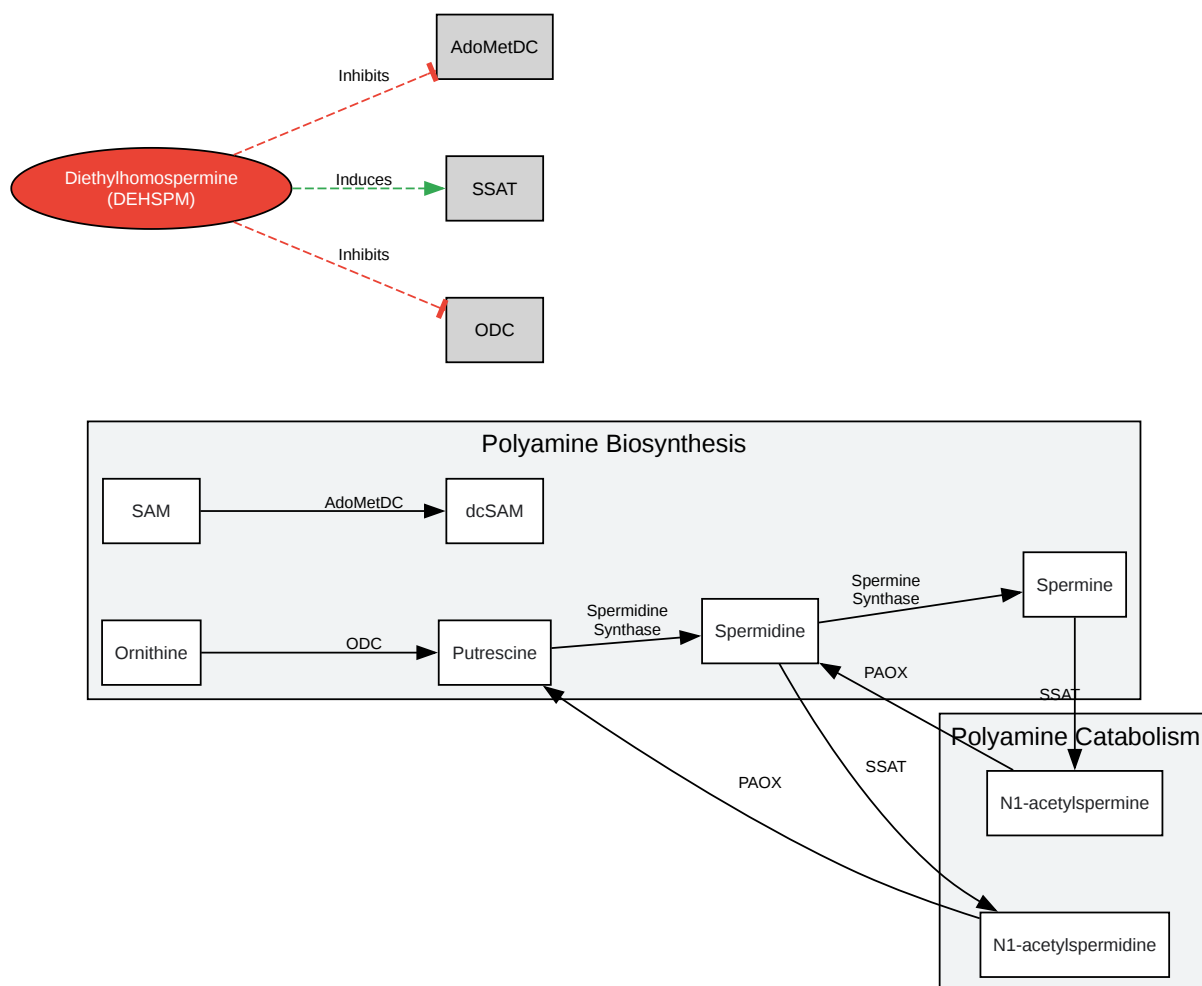 AdoMetDC
Inhibits
Diethylhomospermine
(DEHSPM)
Induces
SSAT
Inhibits
ODC
Polyamine Biosynthesis
SAM
AdoMetDC
dcSAM
Spermine
Synthase
Spermine
Ornithine
ODC
Putrescine
Spermidine
Synthase
Spermidine
PAOX
SSAT
Polyamine Catabolism
SSAT
PAOX
N1-acetylspermine
N1-acetylspermidine